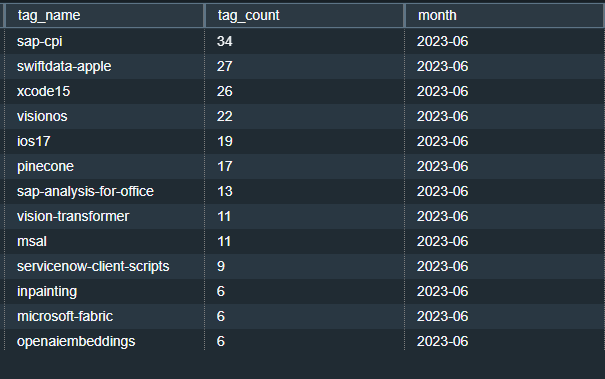 tag_name tag_count month
sap-cpi 34 2023-06
swiftdata-apple 27 2023-06
xcode15 26 2023-06
visionos 22 2023-06
ios17 19 2023-06
pinecone 17 2023-06
sap-analysis-for-office 13 2023-06
vision-transformer 11 2023-06
msal 11 2023-06
servicenow-client-scripts 9 2023-06
inpainting 6 2023-06
microsoft-fabric 6 2023-06
openaiembeddings 6 2023-06